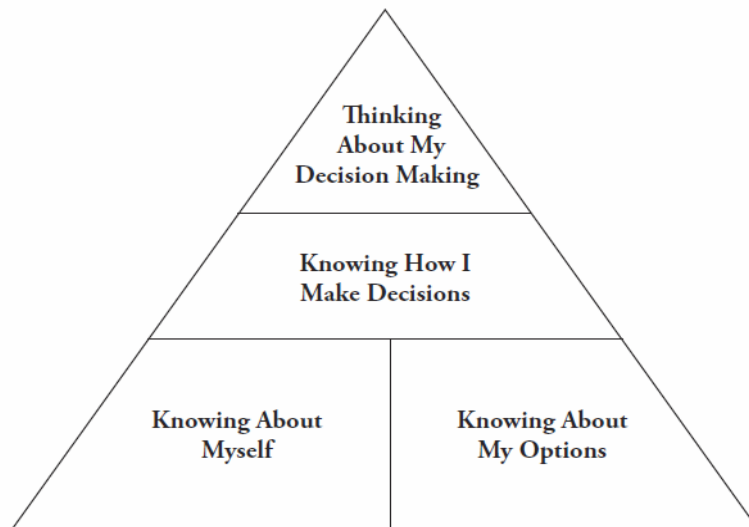 Thinking
About My
Decision Making
Knowing How I
Make Decisions
Knowing About
Myself
Knowing About
My Options